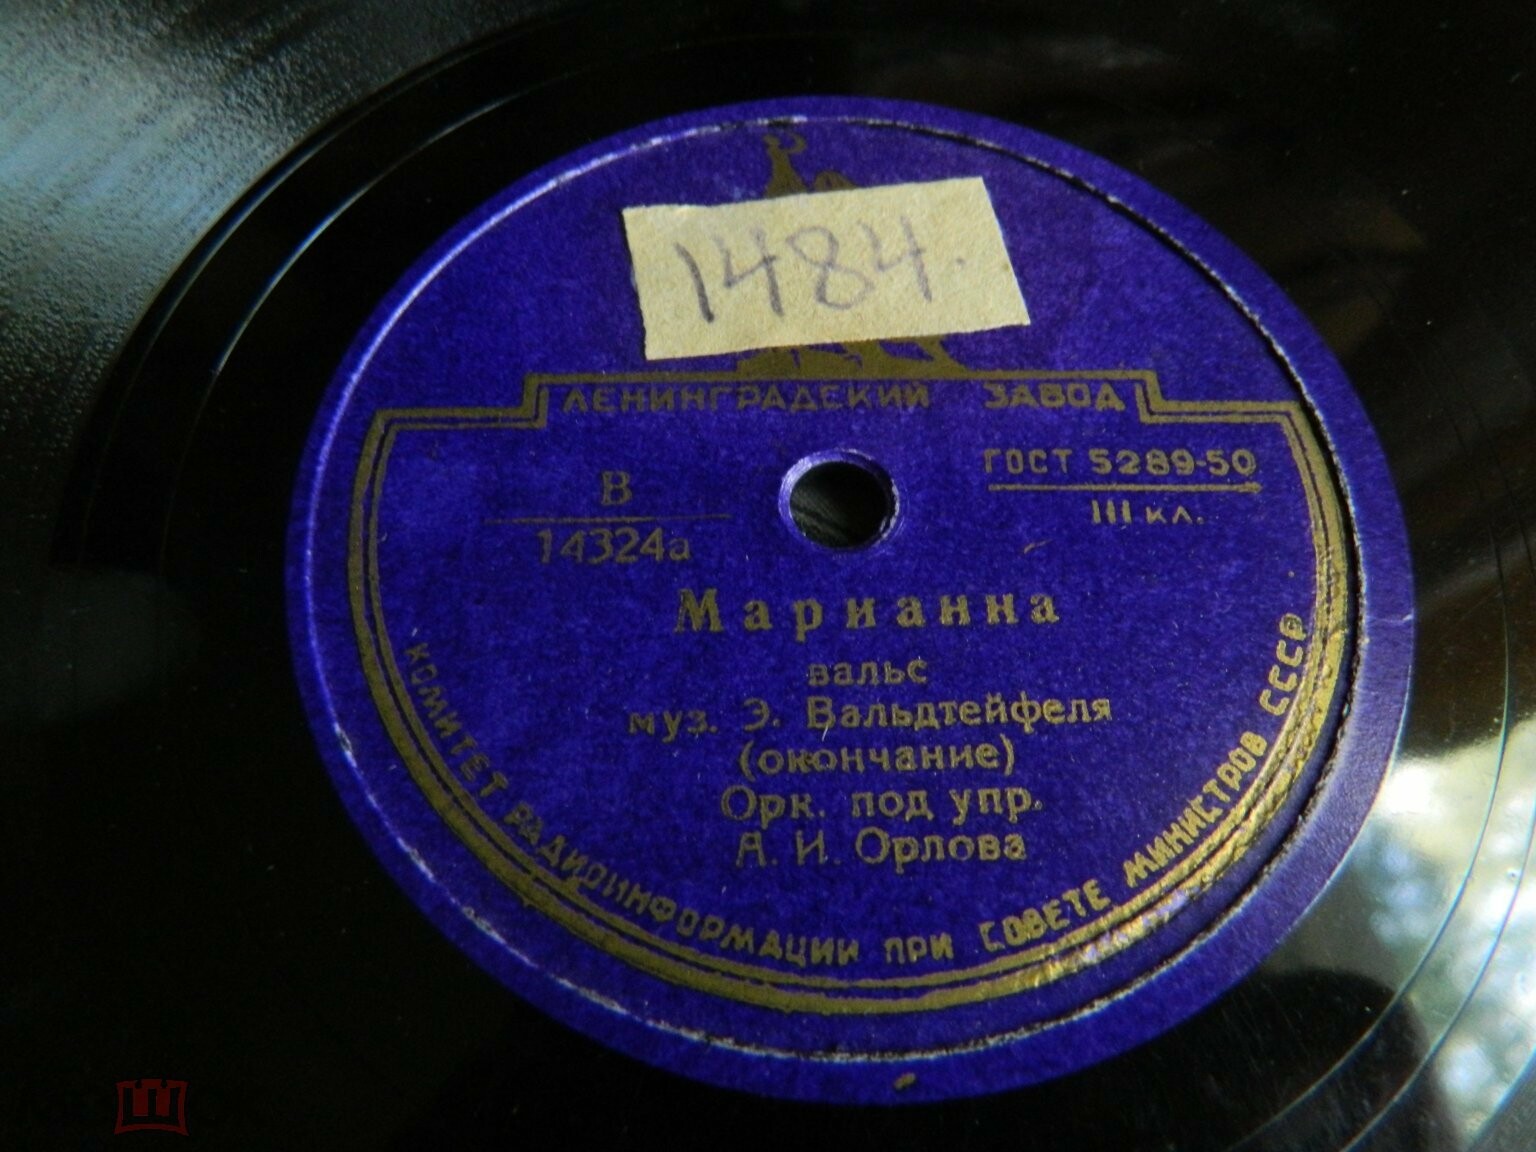 1484.
ЛЕНИНГРАДСКИЙ ЗАВОД
ГОСТ 5289-50
III кл.
В
14324а
Марианна
вальс
муз. Э. Вальдтейфеля
(окончание)
Орк. под упр.
А. И. Орлова
КОМИТЕТ РАДИОИНФОРМАЦИИ ПРИ СОВЕТЕ МИНИСТРОВ СССР